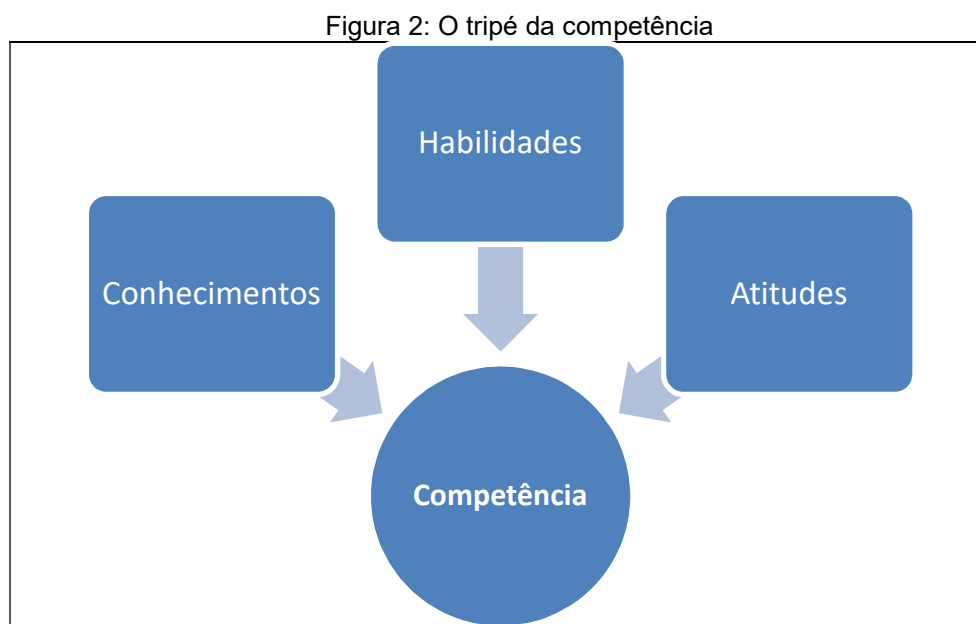 Figura 2: O tripé da competência
Habilidades
Conhecimentos
Atitudes
Competência